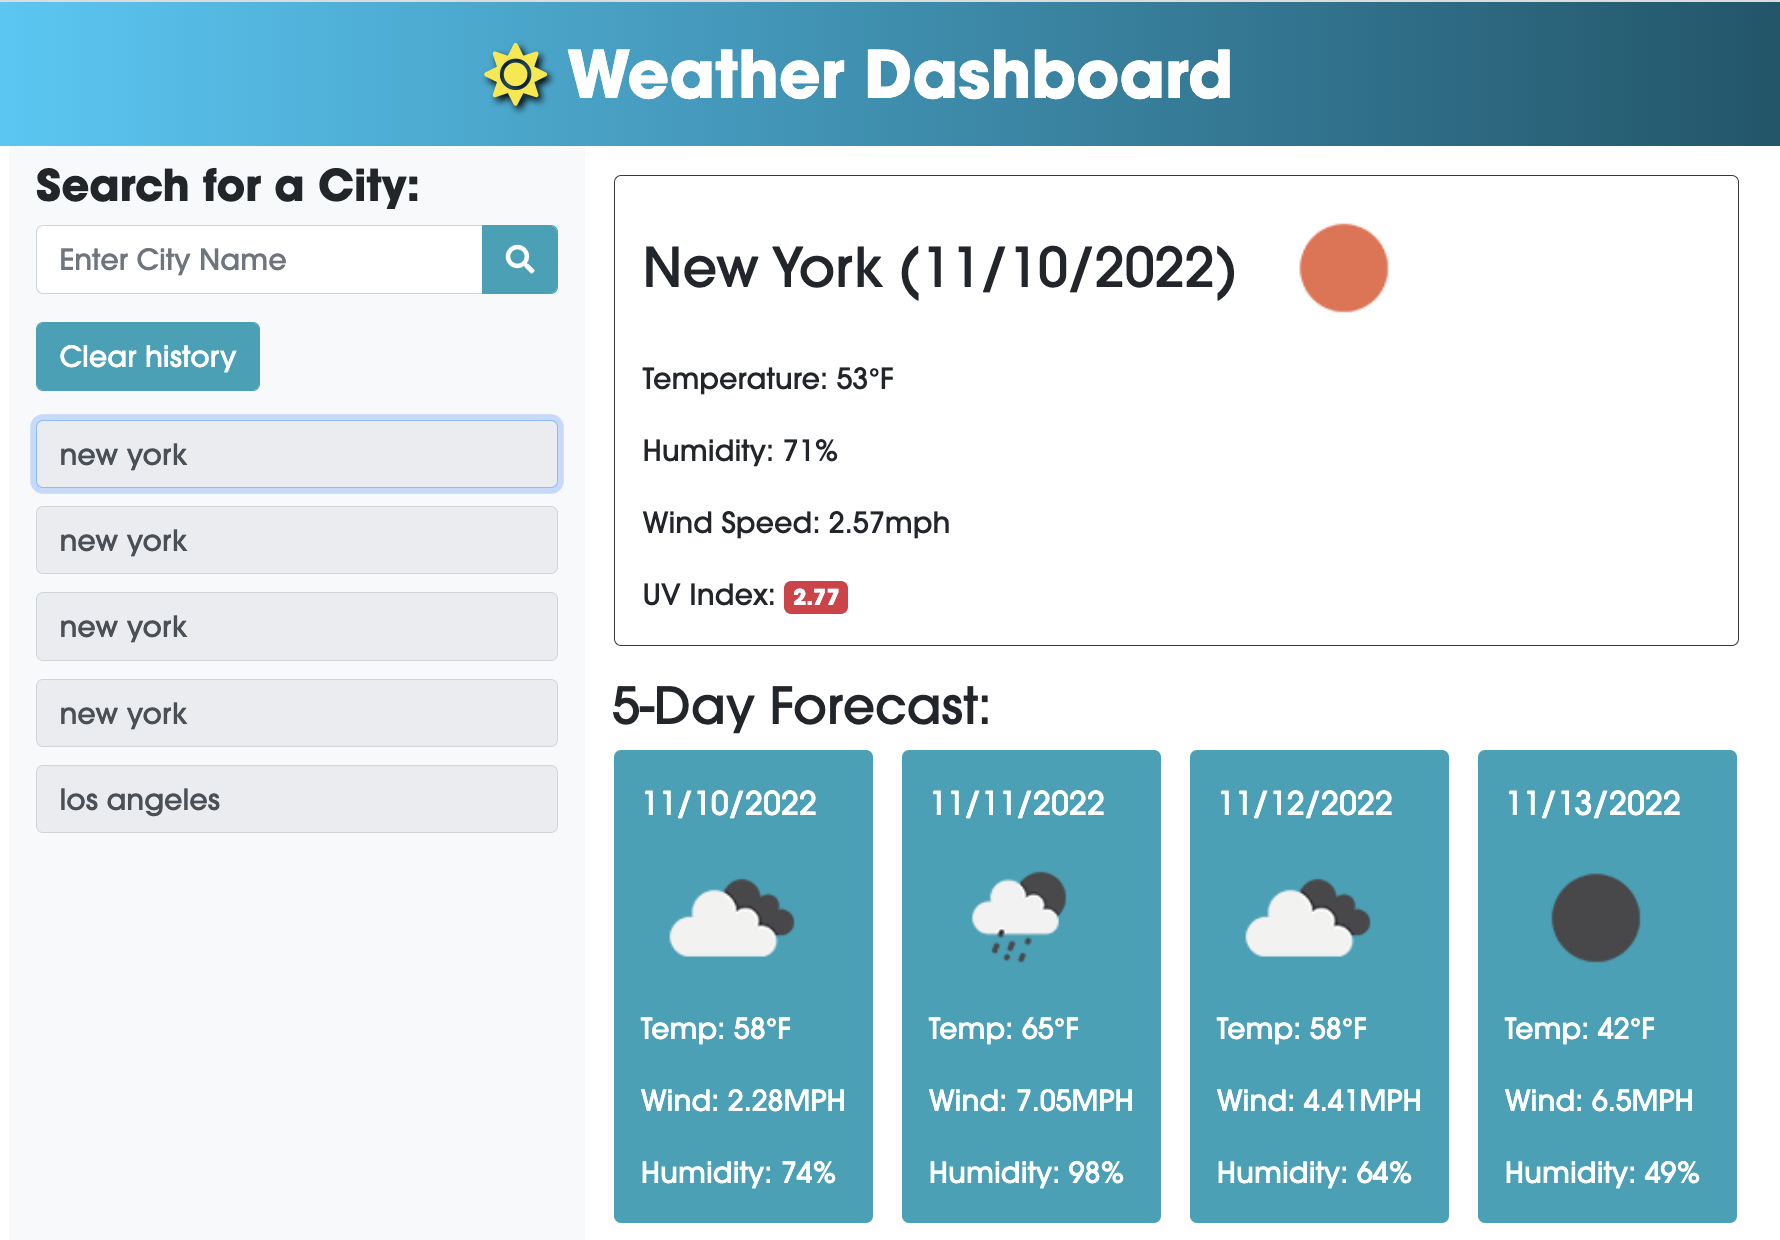 Weather Dashboard
Search for a City:
Enter City Name
Clear history
new york
new york
new york
new york
los angeles
New York (11/10/2022)
Temperature: 53°F
Humidity: 71%
Wind Speed: 2.57mph
UV Index: 2.77
5-Day Forecast:
11/10/2022
Temp: 58°F
Wind: 2.28MPH
Humidity: 74%
11/11/2022
Temp: 65°F
Wind: 7.05MPH
Humidity: 98%
11/12/2022
Temp: 58°F
Wind: 4.41MPH
Humidity: 64%
11/13/2022
Temp: 42°F
Wind: 6.5MPH
Humidity: 49%